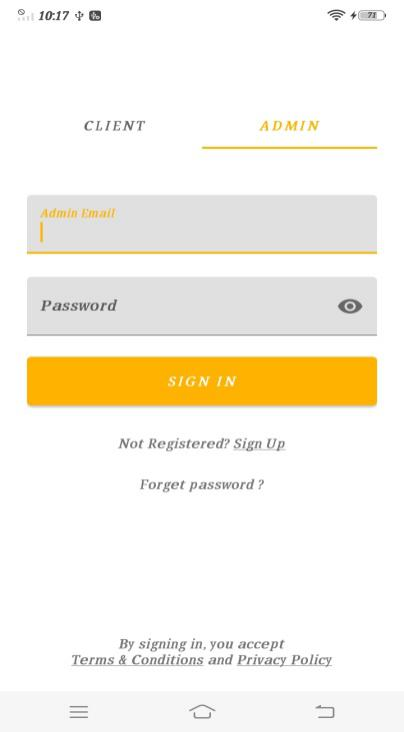 10:17
71
CLIENT
ADMIN
Admin Email
Password
SIGN IN
Not Registered? Sign Up
Forget password ?
By signing in, you accept
Terms & Conditions and Privacy Policy